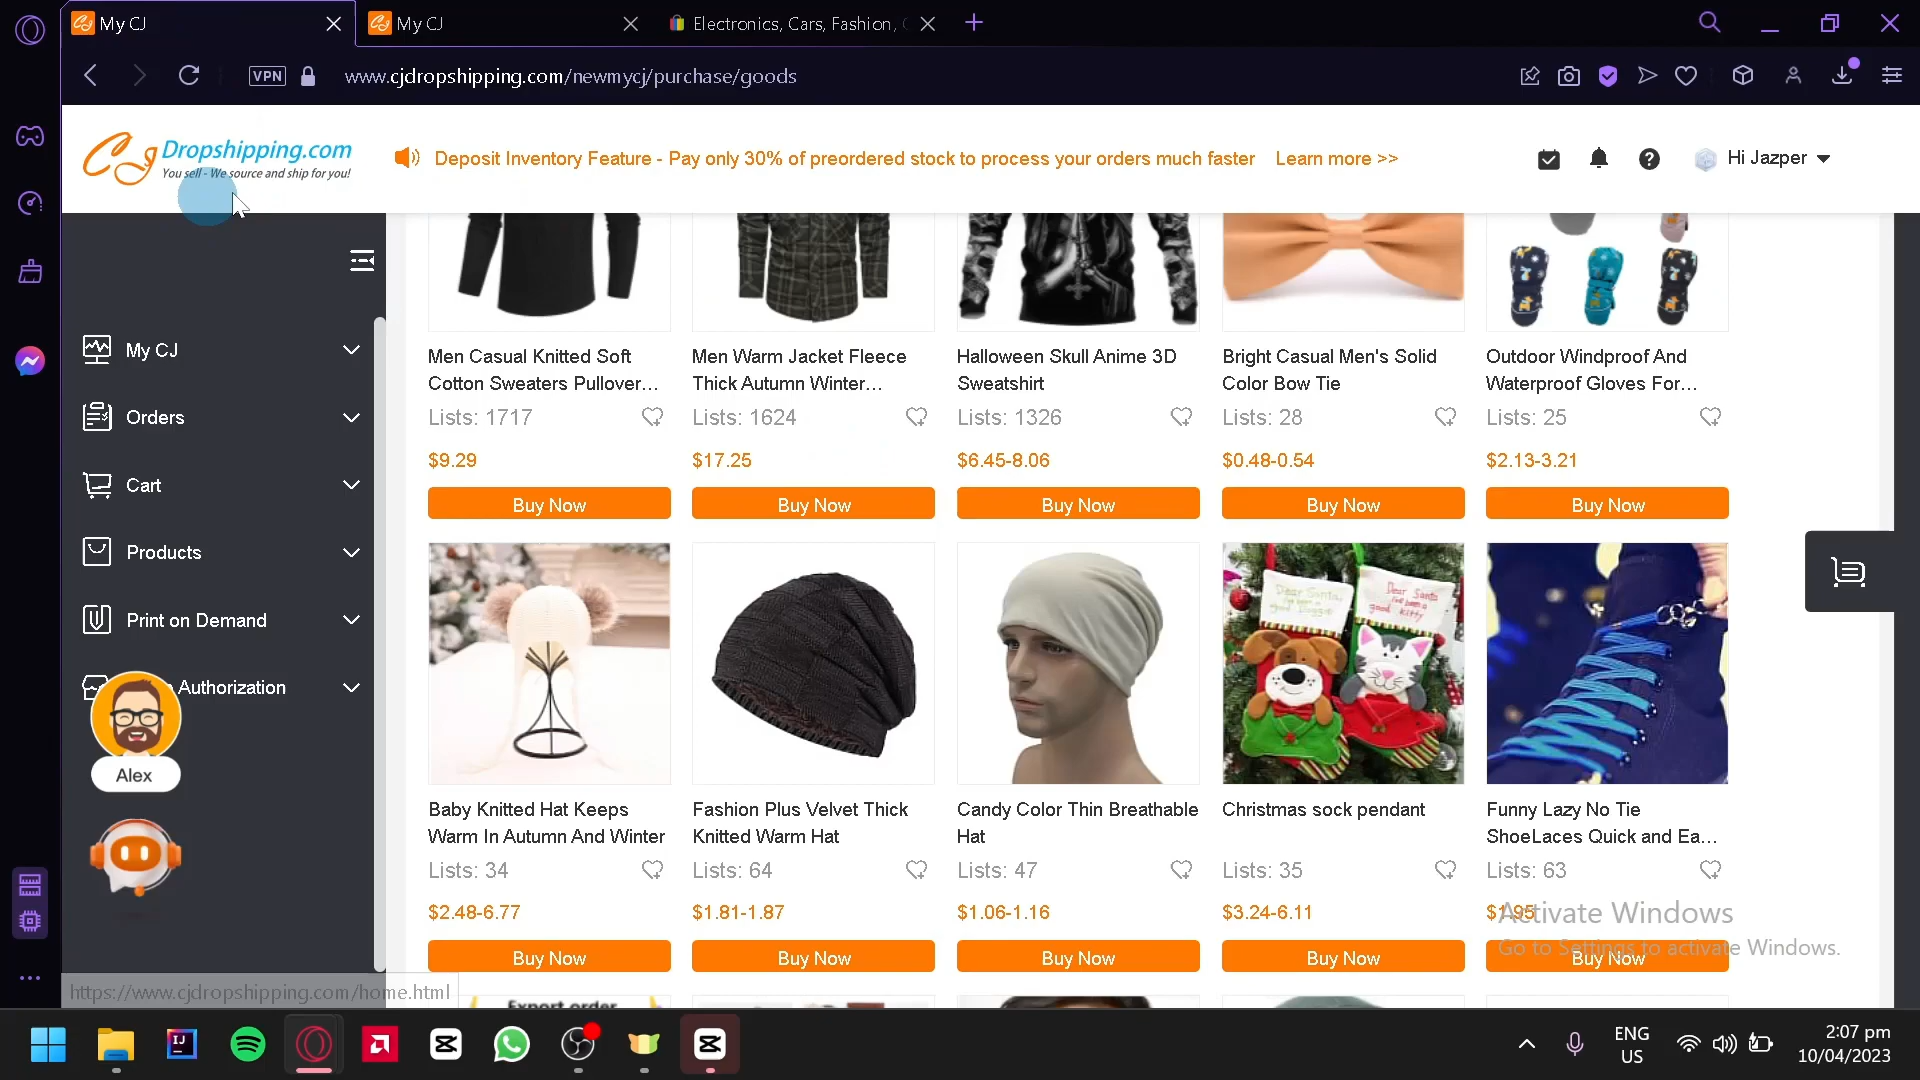 My CJ
My CJ
Electronics, Cars, Fashion,
VPN
www.cjdropshipping.com/newmycj/purchase/goods
CJ Dropshipping.com
You sell - We source and ship for you!
Deposit Inventory Feature - Pay only 30% of preordered stock to process your orders much faster
Learn more >>
Hi Jazper
My CJ
Orders
Cart
Products
Print on Demand
Authorization
Alex
Men Casual Knitted Soft
Cotton Sweaters Pullover...
Lists: 1717
$9.29
Buy Now
Men Warm Jacket Fleece
Thick Autumn Winter...
Lists: 1624
$17.25
Buy Now
Halloween Skull Anime 3D
Sweatshirt
Lists: 1326
$6.45-8.06
Buy Now
Bright Casual Men's Solid
Color Bow Tie
Lists: 28
$0.48-0.54
Buy Now
Outdoor Windproof And
Waterproof Gloves For...
Lists: 25
$2.13-3.21
Buy Now
Baby Knitted Hat Keeps
Warm In Autumn And Winter
Lists: 34
$2.48-6.77
Buy Now
Fashion Plus Velvet Thick
Knitted Warm Hat
Lists: 64
$1.81-1.87
Buy Now
Candy Color Thin Breathable
Hat
Lists: 47
$1.06-1.16
Buy Now
Dear Santa,
Dear Santa
Christmas sock pendant
Lists: 35
$3.24-6.11
Buy Now
Funny Lazy No Tie
ShoeLaces Quick and Ea...
Lists: 63
$1.95
Buy Now
Activate Windows
Go to Settings to activate Windows.
https://www.cjdropshipping.com/home.html
Export order
IJ
ENG
US
2:07 pm
10/04/2023